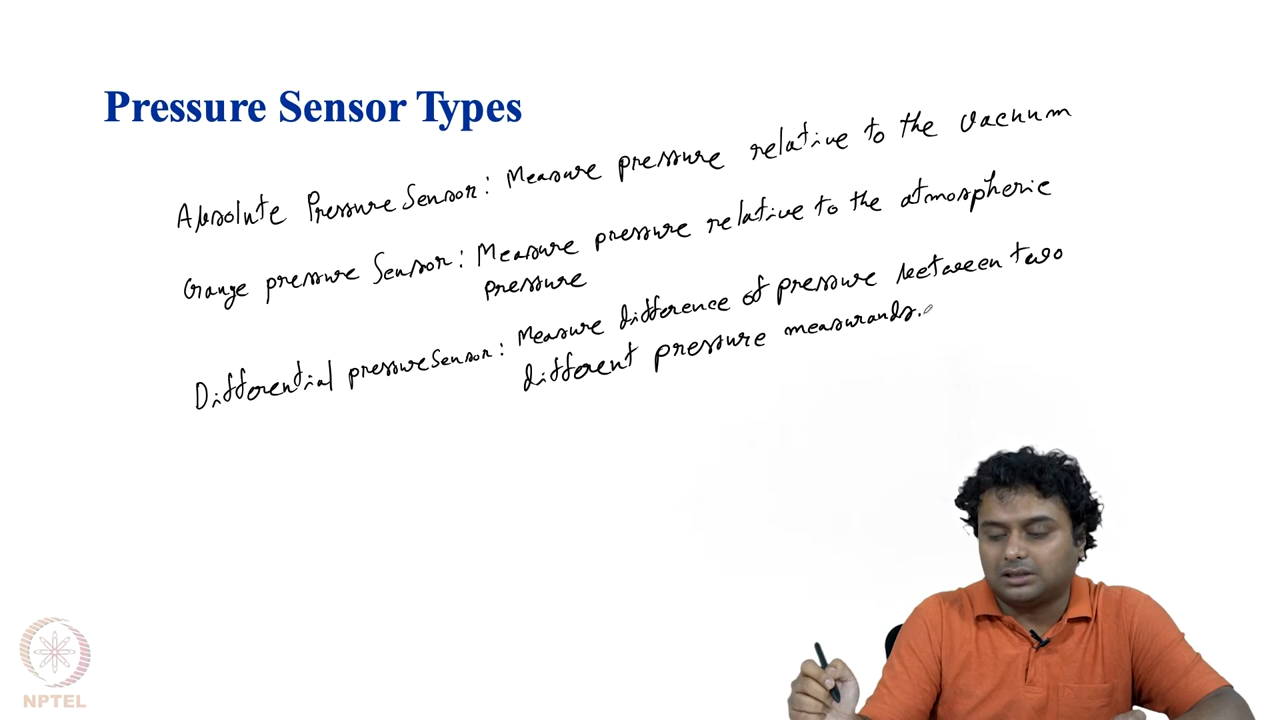 Pressure Sensor Types
Absolute Pressure Sensor: Measure pressure relative to the vacuum
Gauge pressure Sensor: Measure pressure relative to the atmospheric
pressure
Differential pressure Sensor: Measure difference of pressure between two
different pressure measurands.
NPTEL